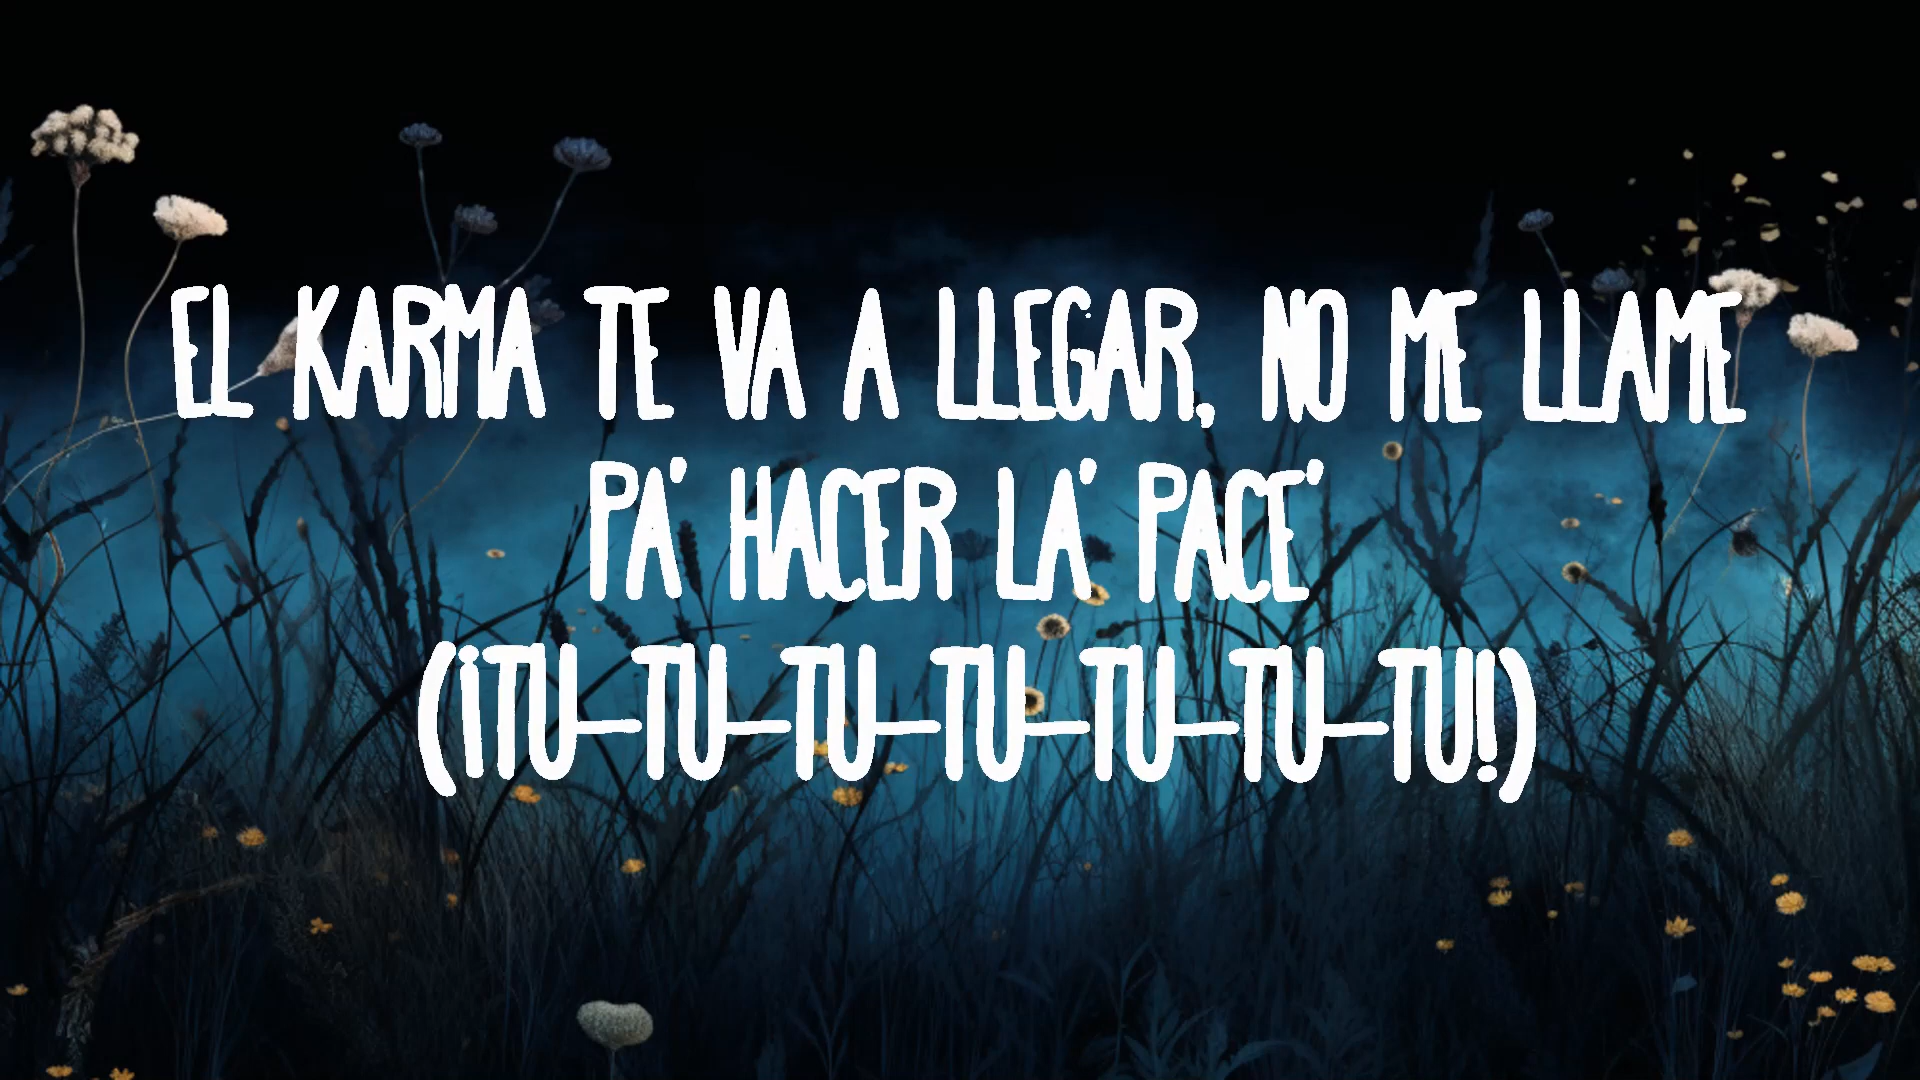 EL KARMA TE VA A LLEGAR, NO ME LLAME
PA' HACER LA' PACE'
(¡TU-TU-TU-TU-TU-TU-TU!)